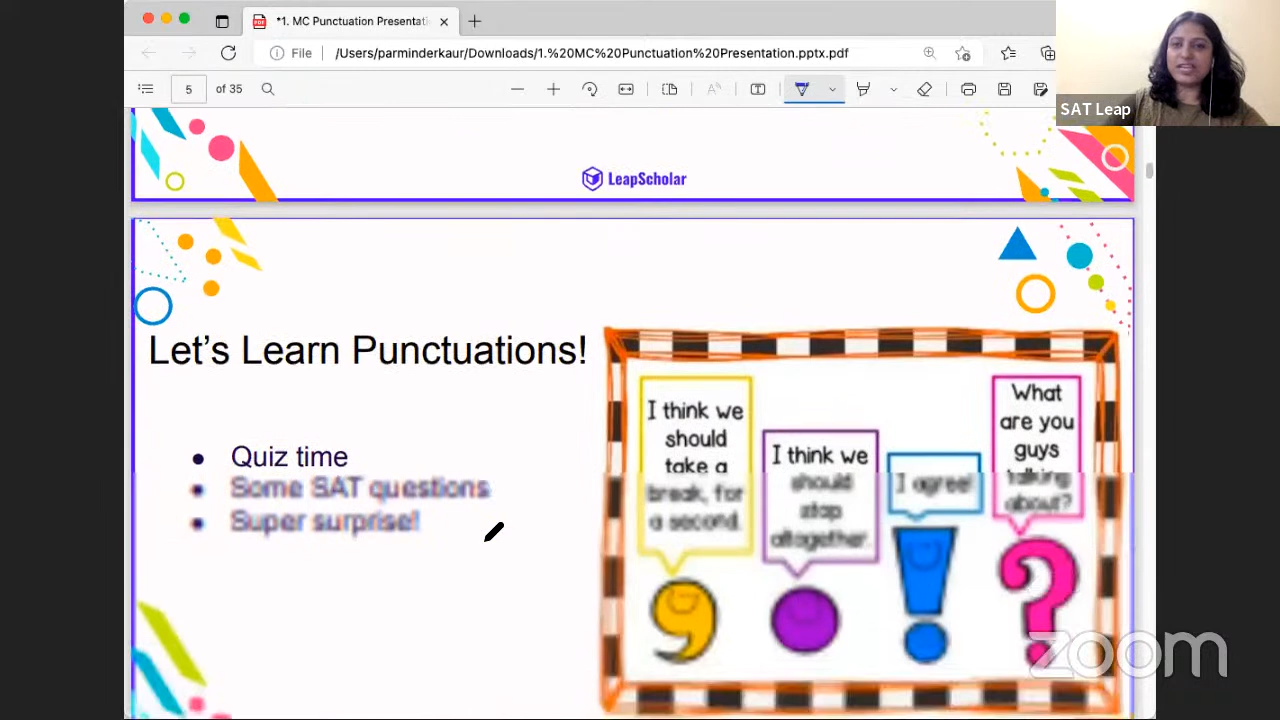 *1. MC Punctuation Presentati
File
/Users/parminderkaur/Downloads/1.%20MC%20Punctuation%20Presentation.pptx.pdf
5 of 35
SAT Leap
LeapScholar
Let's Learn Punctuations!
Quiz time
Some SAT questions
Super surprise!
I think we
should
take a
break, for
a second.
I think we
should
stop
altogether.
I agree!
What
are you
guys
talking
about?
zoom